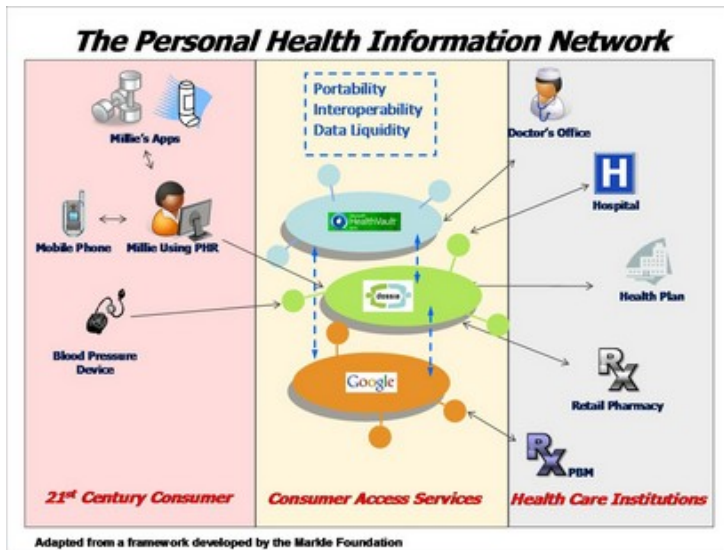 The Personal Health Information Network
Portability
Interoperability
Data Liquidity
Millie's Apps
Mobile Phone
Millie Using PHR
Blood Pressure
Device
HealthVault
dossia
Google
Doctor's Office
H
Hospital
Health Plan
Rx
Retail Pharmacy
Rx
PBM
21st Century Consumer
Consumer Access Services
Health Care Institutions
Adapted from a framework developed by the Markle Foundation